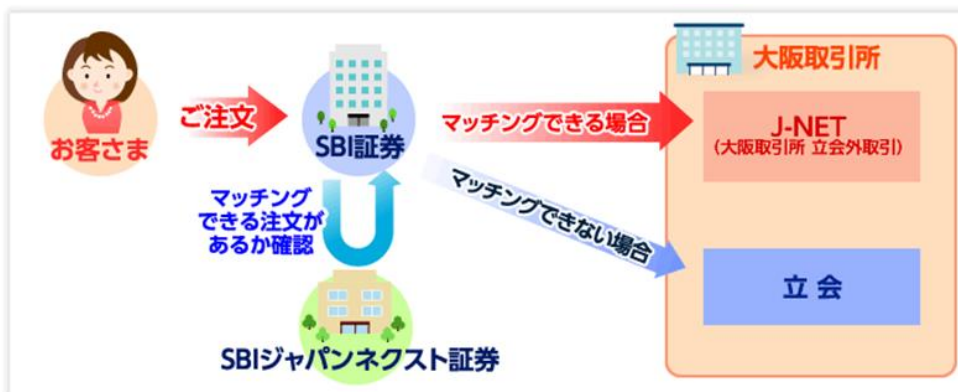 お客さま
ご注文
SBI証券
マッチング
できる注文が
あるか確認
SBIジャパンネクスト証券
マッチングできる場合
マッチングできない場合
大阪取引所
J-NET
(大阪取引所 立会外取引)
立 会